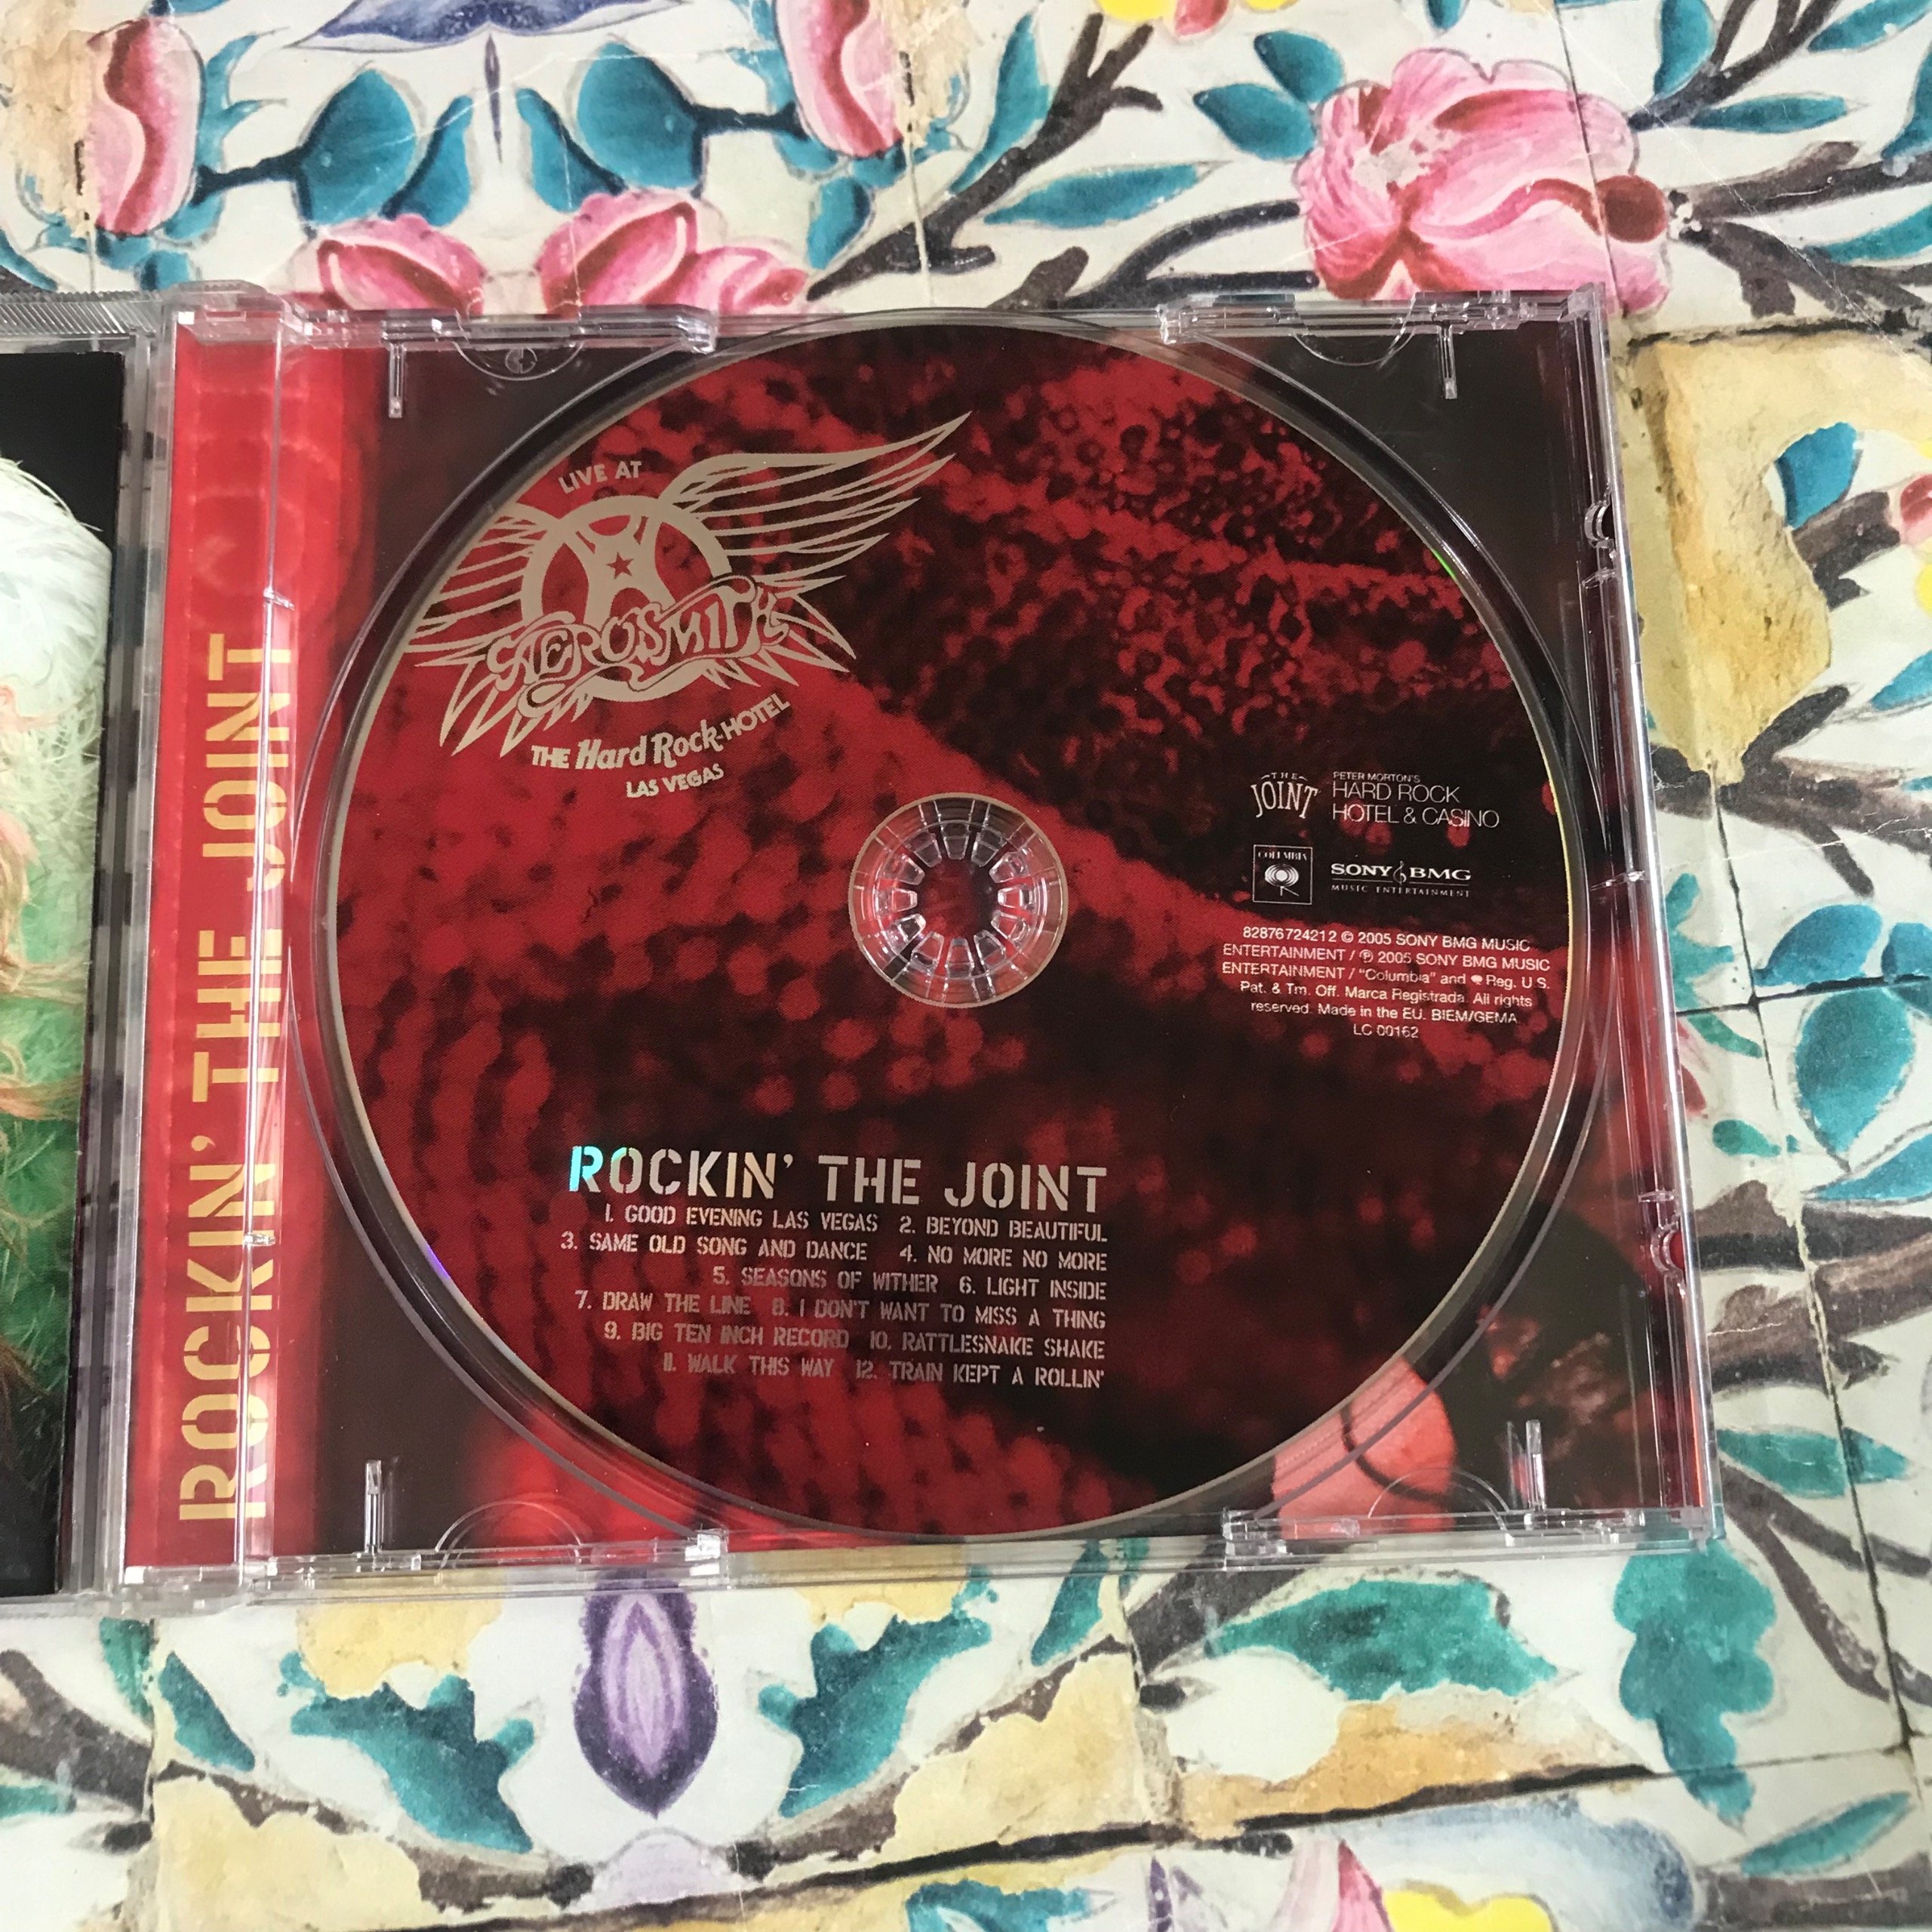 ROCKIN' THE JOINT
LIVE AT
AEROSMITH
THE Hard Rock HOTEL
LAS VEGAS
THE
JOINT
PETER MORTON'S
HARD ROCK
HOTEL & CASINO
COLUMBIA
SONY BMG
MUSIC ENTERTAINMENT
82876724212 © 2005 SONY BMG MUSIC
ENTERTAINMENT / ℗ 2005 SONY BMG MUSIC
ENTERTAINMENT / "Columbia" and Reg. U.S.
Pat. & Tm. Off. Marca Registrada. All rights
reserved. Made in the EU. BIEM/GEMA
LC 00162
ROCKIN' THE JOINT
1. GOOD EVENING LAS VEGAS 2. BEYOND BEAUTIFUL
3. SAME OLD SONG AND DANCE 4. NO MORE NO MORE
5. SEASONS OF WITHER 6. LIGHT INSIDE
7. DRAW THE LINE 8. I DON'T WANT TO MISS A THING
9. BIG TEN INCH RECORD 10. RATTLESNAKE SHAKE
11. WALK THIS WAY 12. TRAIN KEPT A ROLLIN'